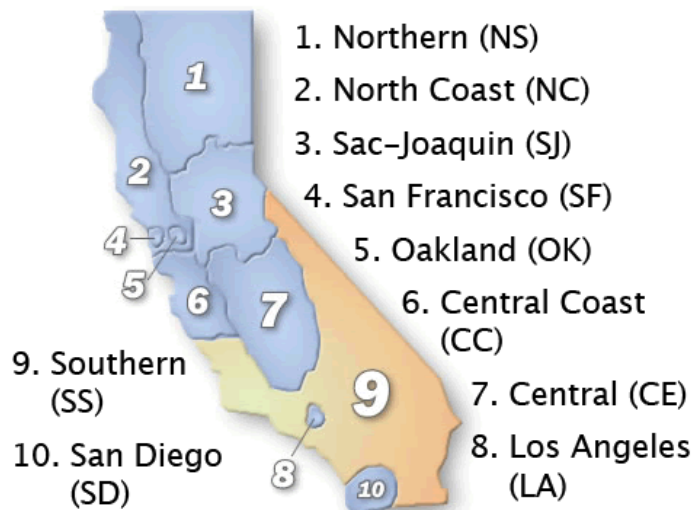 1. Northern (NS)
2. North Coast (NC)
3. Sac-Joaquin (SJ)
4. San Francisco (SF)
5. Oakland (OK)
6. Central Coast
(CC)
7. Central (CE)
8. Los Angeles
(LA)
9. Southern
(SS)
10. San Diego
(SD)
1
2
3
4
5
6
7
9
8
10